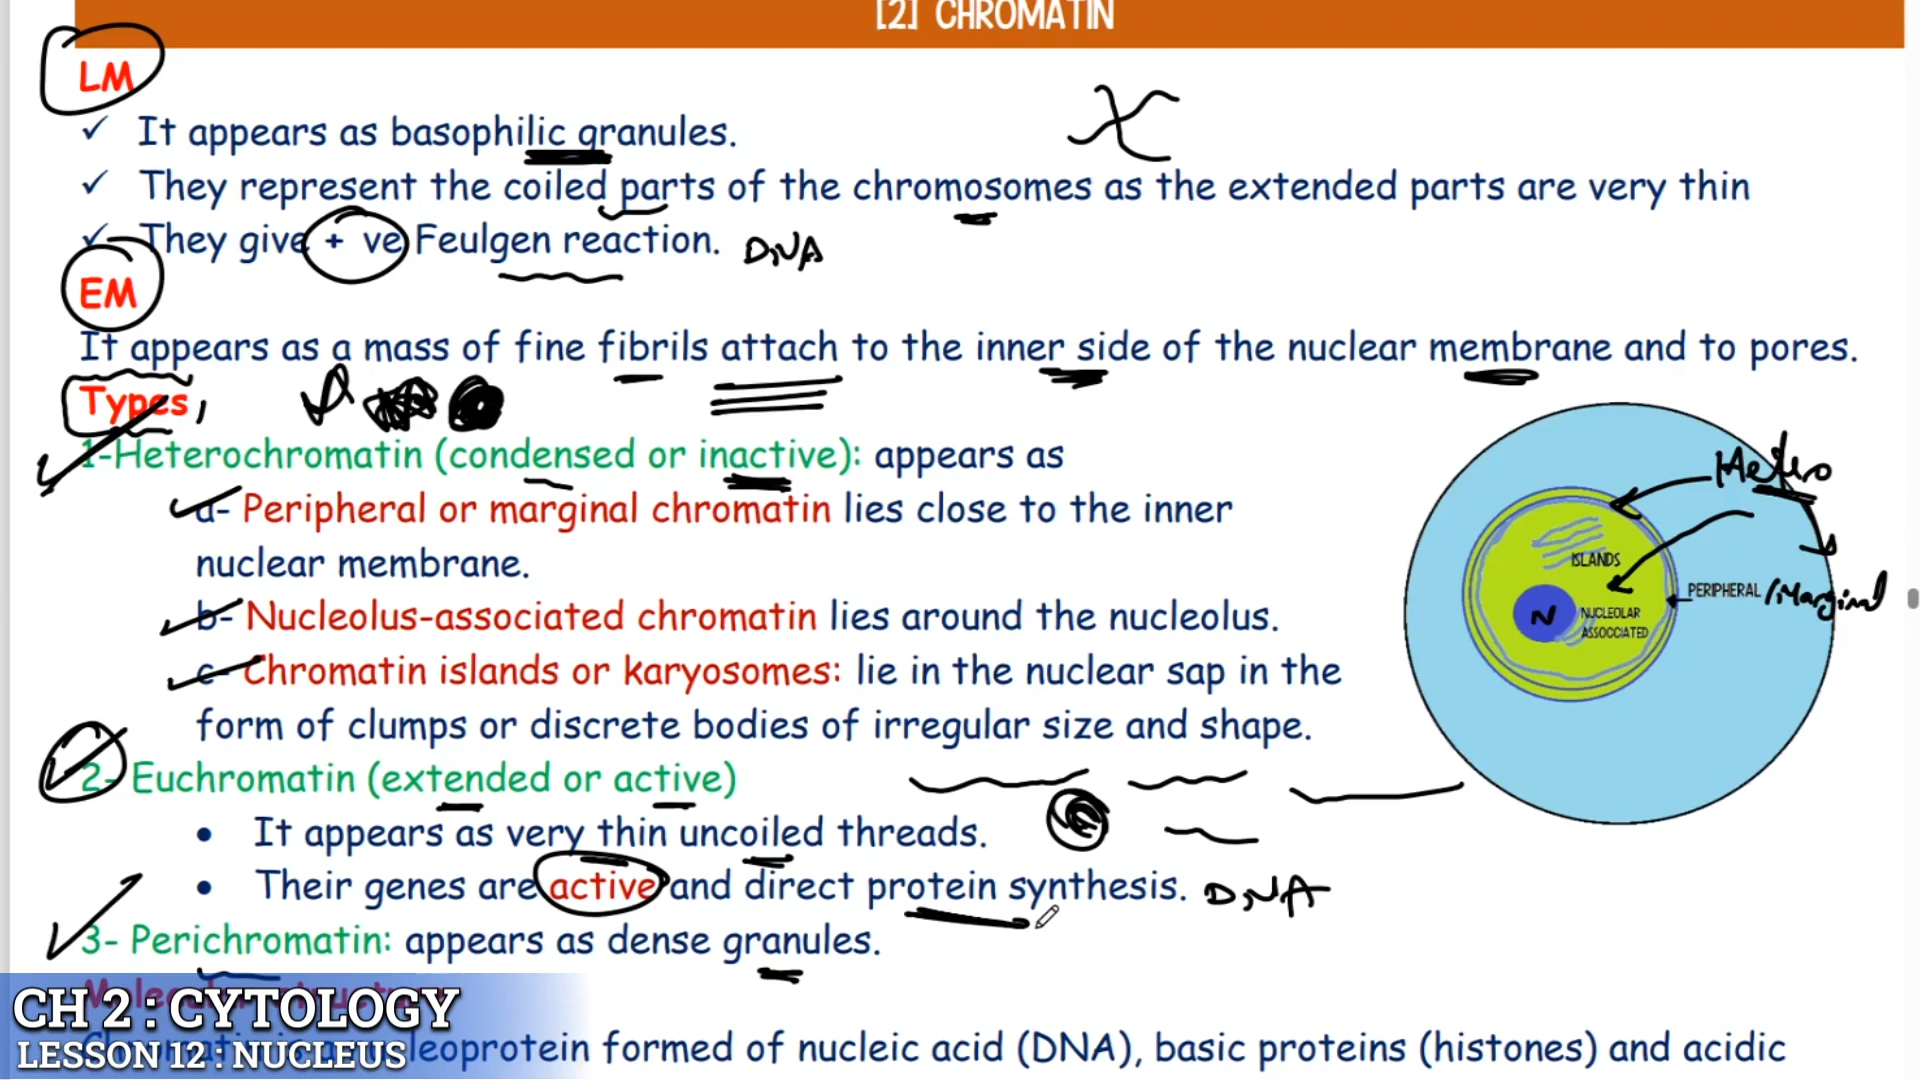 [2] CHROMATIN
LM
✓ It appears as basophilic granules.
✓ They represent the coiled parts of the chromosomes as the extended parts are very thin
✓ They give + ve Feulgen reaction. DNA
EM
It appears as a mass of fine fibrils attach to the inner side of the nuclear membrane and to pores.
Types
1-Heterochromatin (condensed or inactive): appears as
a- Peripheral or marginal chromatin lies close to the inner
nuclear membrane.
b- Nucleolus-associated chromatin lies around the nucleolus.
c- Chromatin islands or karyosomes: lie in the nuclear sap in the
form of clumps or discrete bodies of irregular size and shape.
2- Euchromatin (extended or active)
• It appears as very thin uncoiled threads.
• Their genes are active and direct protein synthesis. DNA
3- Perichromatin: appears as dense granules.
Hetro
ISLANDS
PERIPHERAL /Marginal
N
NUCLEOLAR
ASSOCCIATED
CH 2 : CYTOLOGY
LESSON 12 : NUCLEUS
leoprotein formed of nucleic acid (DNA), basic proteins (histones) and acidic